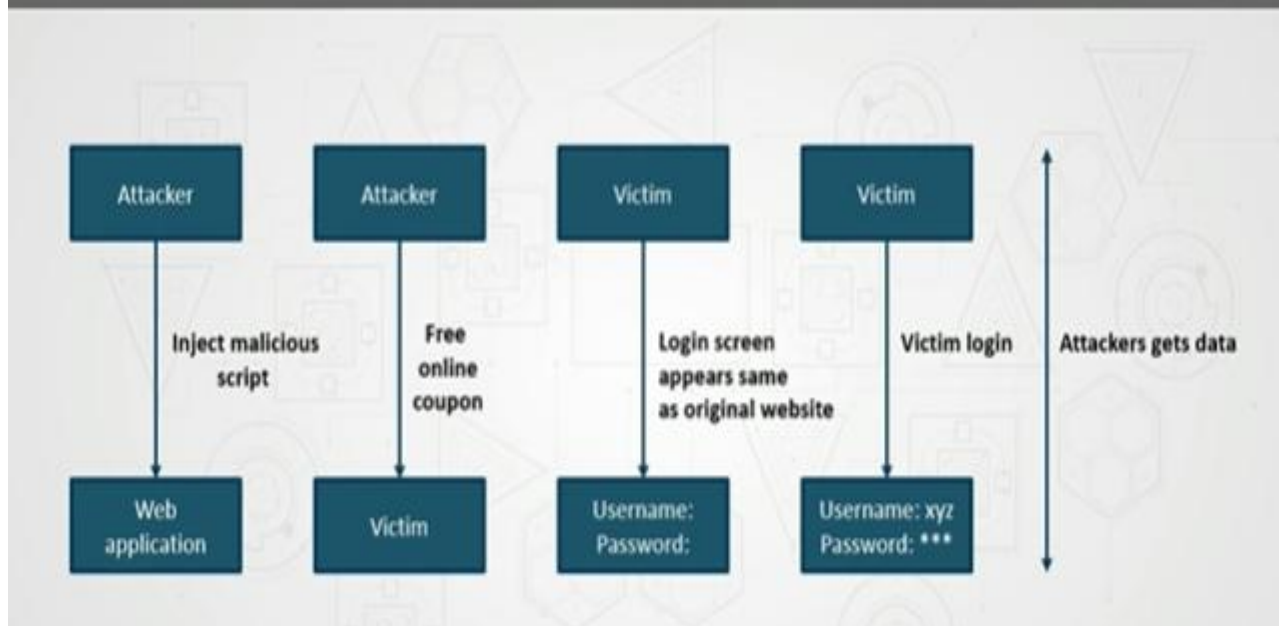 Attacker
Attacker
Victim
Victim
Inject malicious
script
Free
online
coupon
Login screen
appears same
as original website
Victim login
Attackers gets data
Web
application
Victim
Username:
Password:
Username: xyz
Password: ***